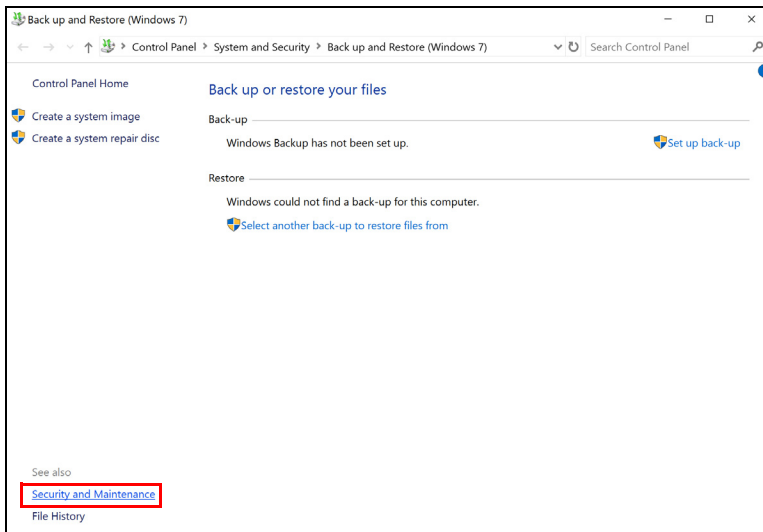 Back up and Restore (Windows 7)
Control Panel > System and Security > Back up and Restore (Windows 7)
Search Control Panel
Control Panel Home
Back up or restore your files
Create a system image
Back-up
Create a system repair disc
Windows Backup has not been set up.
Set up back-up
Restore
Windows could not find a back-up for this computer.
Select another back-up to restore files from
See also
Security and Maintenance
File History